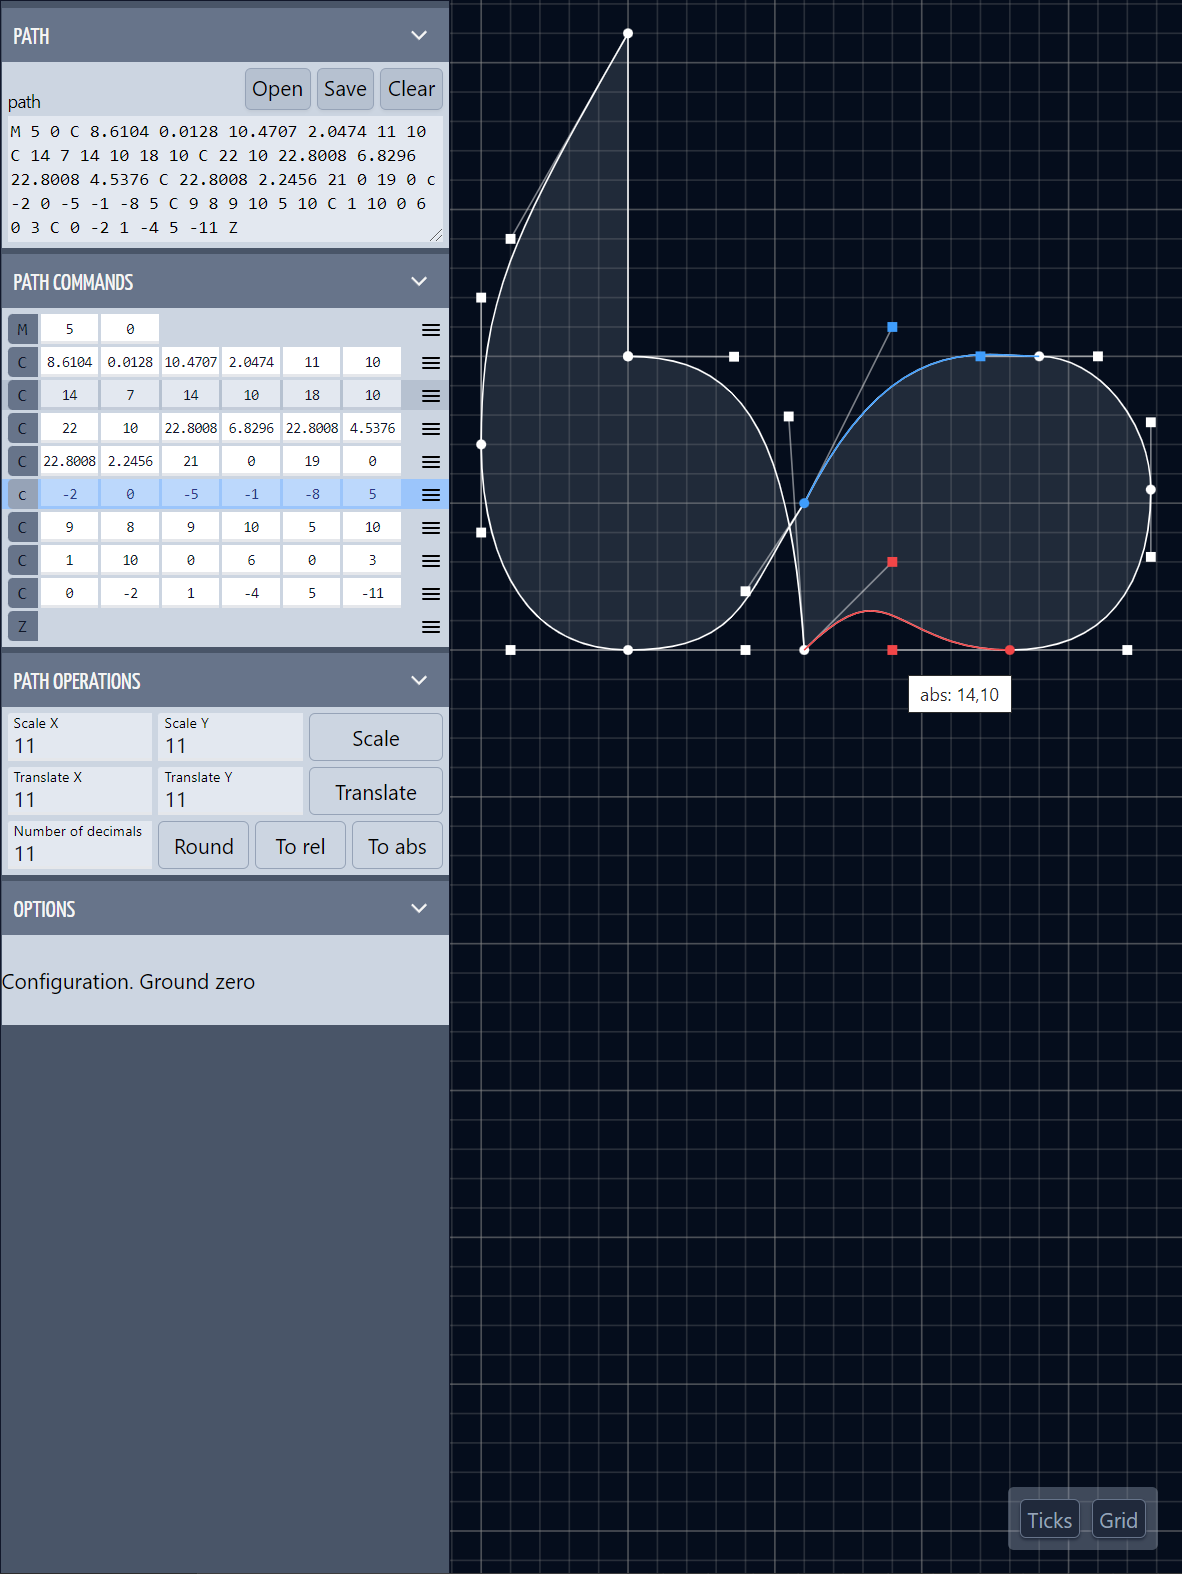 PATH
path
Open Save Clear
M 5 0 C 8.6104 0.0128 10.4707 2.0474 11 10
C 14 7 14 10 18 10 C 22 10 22.8008 6.8296
22.8008 4.5376 C 22.8008 2.2456 21 0 19 0 c
-2 0 -5 -1 -8 5 C 9 8 9 10 5 10 C 1 10 0 6
0 3 C 0 -2 1 -4 5 -11 Z
PATH COMMANDS
M 5 0
C 8.6104 0.0128 10.4707 2.0474 11 10
C 14 7 14 10 18 10
C 22 10 22.8008 6.8296 22.8008 4.5376
C 22.8008 2.2456 21 0 19 0
c -2 0 -5 -1 -8 5
C 9 8 9 10 5 10
C 1 10 0 6 0 3
C 0 -2 1 -4 5 -11
Z
PATH OPERATIONS
Scale X
11
Scale Y
11
Scale
Translate X
11
Translate Y
11
Translate
Number of decimals
11
Round To rel To abs
OPTIONS
Configuration. Ground zero
abs: 14,10
Ticks Grid